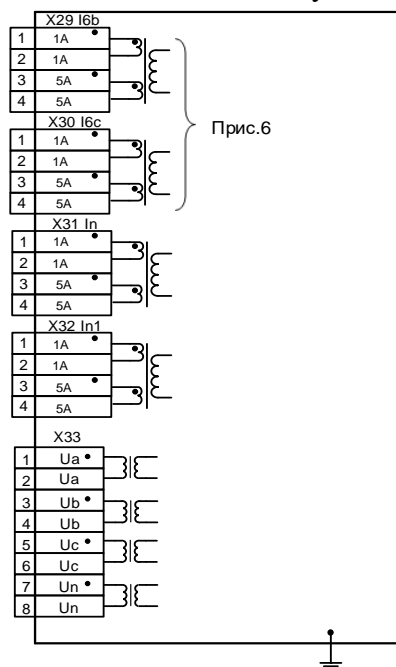 X29 I6b
1 1A
2 1A
3 5A
4 5A
X30 I6c
1 1A
2 1A
3 5A
4 5A
Прис.6
X31 In
1 1A
2 1A
3 5A
4 5A
X32 In1
1 1A
2 1A
3 5A
4 5A
X33
1 Ua
2 Ua
3 Ub
4 Ub
5 Uc
6 Uc
7 Un
8 Un